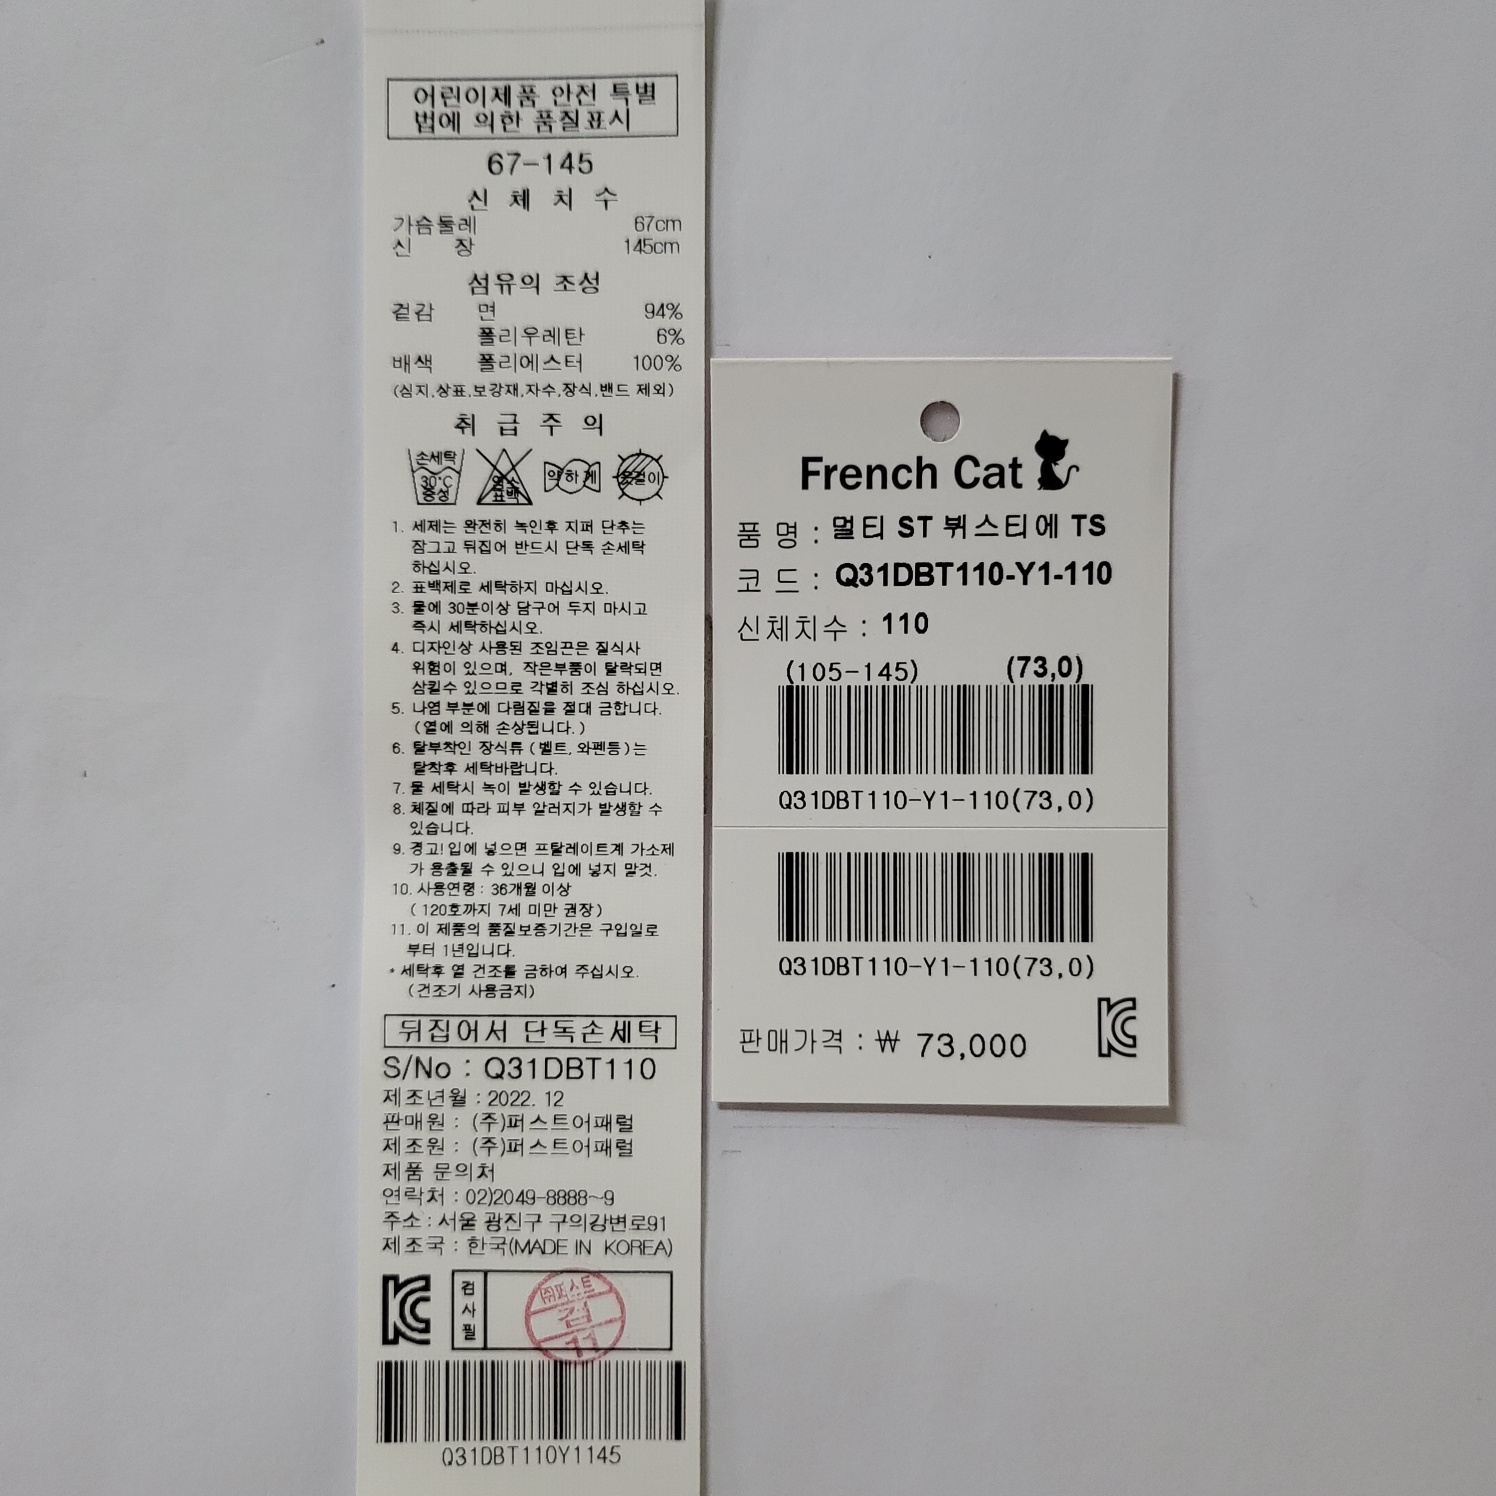 어린이제품 안전 특별
법에 의한 품질표시
67-145
신 체 치 수
가슴둘레 67cm
신 장 145cm
섬유의 조성
겉감 면 94%
폴리우레탄 6%
배색 폴리에스터 100%
(심지,상표,보강재,자수,장식,밴드 제외)
취 급 주 의
손세탁 30°C 중성 염소 표백 약하게 옷걸이
1. 세제는 완전히 녹인후 지퍼 단추는
잠그고 뒤집어 반드시 단독 손세탁
하십시오.
2. 표백제로 세탁하지 마십시오.
3. 물에 30분이상 담구어 두지 마시고
즉시 세탁하십시오.
4. 디자인상 사용된 조임끈은 질식사
위험이 있으며, 작은부품이 탈락되면
삼킬수 있으므로 각별히 조심 하십시오.
5. 나염 부분에 다림질을 절대 금합니다.
(열에 의해 손상됩니다.)
6. 탈부착인 장식류 (벨트, 와펜등)는
탈착후 세탁바랍니다.
7. 물 세탁시 녹이 발생할 수 있습니다.
8. 체질에 따라 피부 알러지가 발생할 수
있습니다.
9. 경고! 입에 넣으면 프탈레이트계 가소제
가 용출될 수 있으니 입에 넣지 말것.
10. 사용연령 : 36개월 이상
( 120호까지 7세 미만 권장 )
11. 이 제품의 품질보증기간은 구입일로
부터 1년입니다.
* 세탁후 열 건조를 금하여 주십시오.
(건조기 사용금지)
뒤집어서 단독손세탁
S/No : Q31DBT110
제조년월 : 2022. 12
판매원 : (주)퍼스트어패럴
제조원 : (주)퍼스트어패럴
제품 문의처
연락처 : 02)2049-8888~9
주소 : 서울 광진구 구의강변로91
제조국 : 한국(MADE IN KOREA)
KC 검사필 ㈜퍼스트 검 11
Q31DBT110Y1145
French Cat
품 명 : 멀티 ST 뷔스티에 TS
코 드 : Q31DBT110-Y1-110
신체치수 : 110
(105-145) (73,0)
Q31DBT110-Y1-110(73,0)
Q31DBT110-Y1-110(73,0)
KC
판매가격 : ₩ 73,000